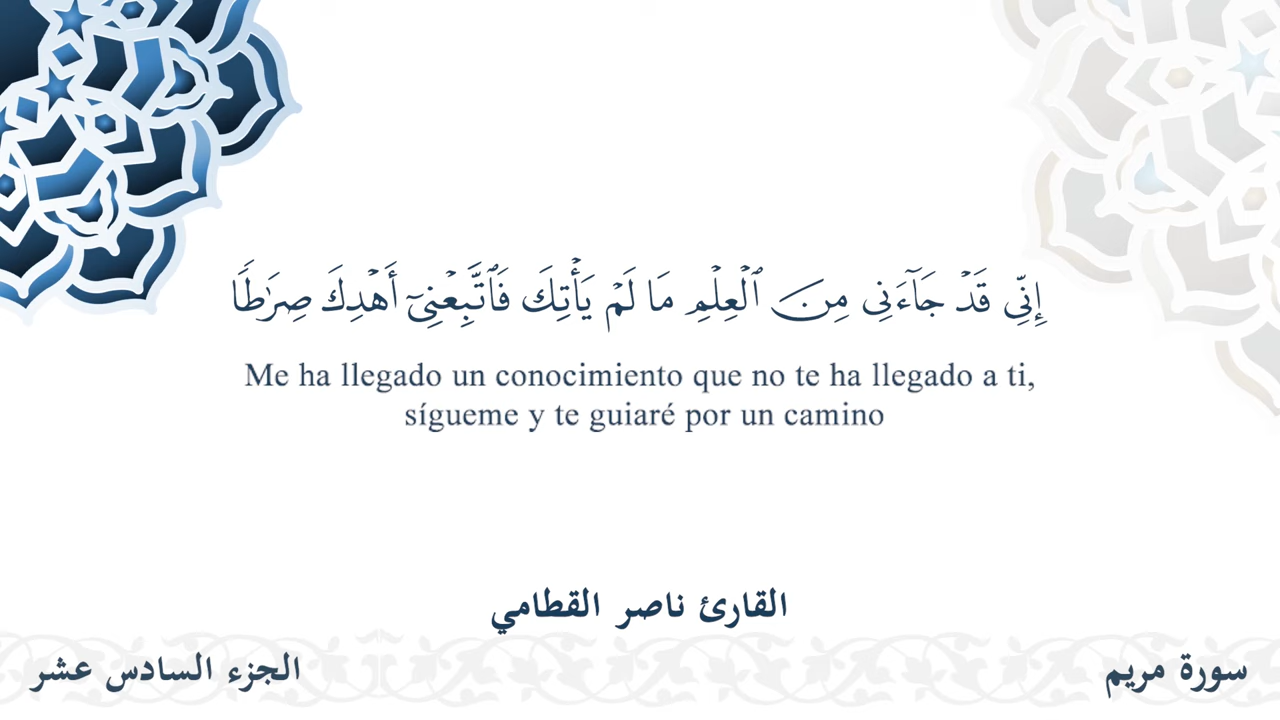 إِنِّي قَدۡ جَآءَنِي مِنَ ٱلۡعِلۡمِ مَا لَمۡ يَأۡتِكَ فَٱتَّبِعۡنِيٓ أَهۡدِكَ صِرَٰطٗا
Me ha llegado un conocimiento que no te ha llegado a ti,
sígueme y te guiaré por un camino
القارئ ناصر القطامي
سورة مريم
الجزء السادس عشر